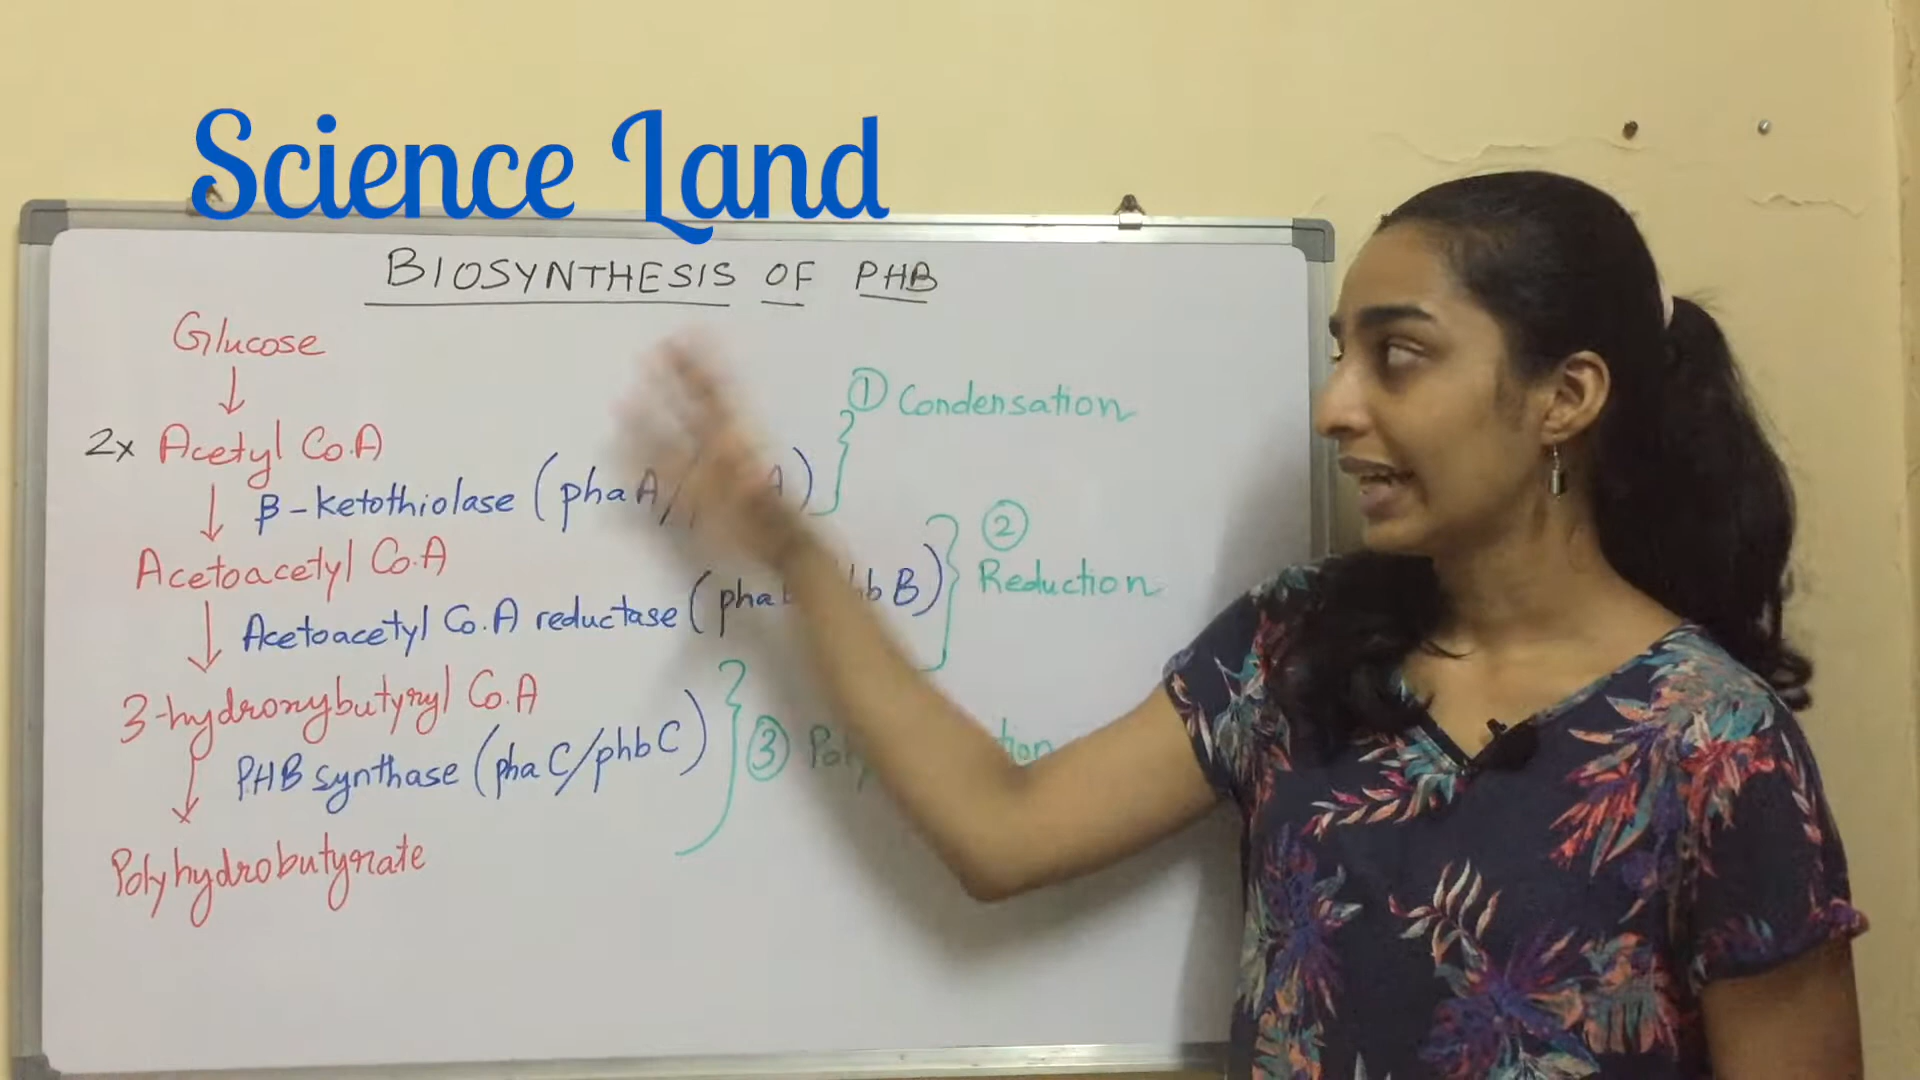 Science Land
BIOSYNTHESIS OF PHB
Glucose
2x Acetyl Co.A
β-ketothiolase (phaA/
① Condensation
Acetoacetyl Co.A
Acetoacetyl Co.A reductase (pha B)
② Reduction
3-hydroxybutyryl Co.A
PHB synthase (phaC/phbC)
③
Polyhydrobutyrate